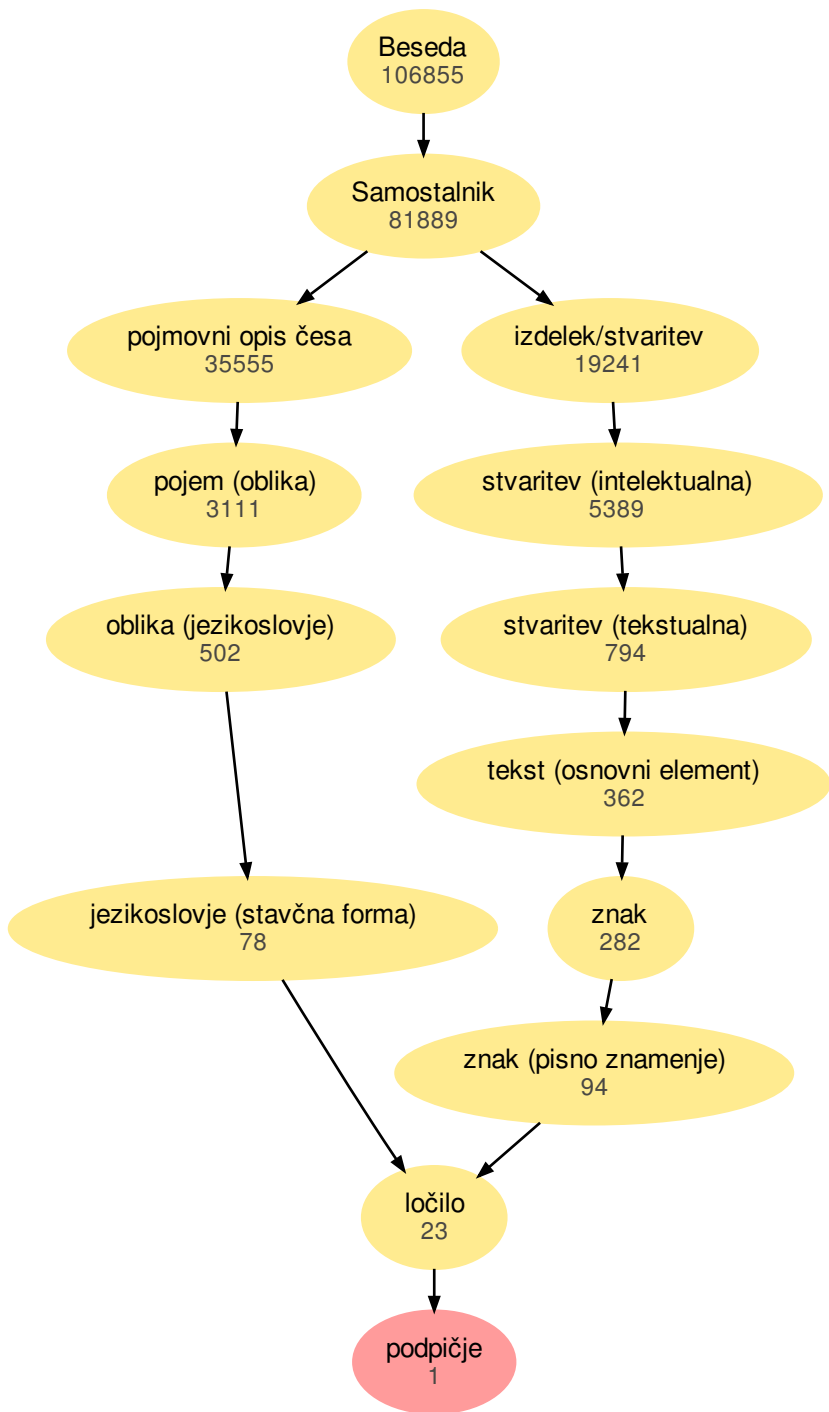 Beseda
106855
Samostalnik
81889
pojmovni opis česa
35555
izdelek/stvaritev
19241
pojem (oblika)
3111
stvaritev (intelektualna)
5389
oblika (jezikoslovje)
502
stvaritev (tekstualna)
794
tekst (osnovni element)
362
jezikoslovje (stavčna forma)
78
znak
282
znak (pisno znamenje)
94
ločilo
23
podpičje
1